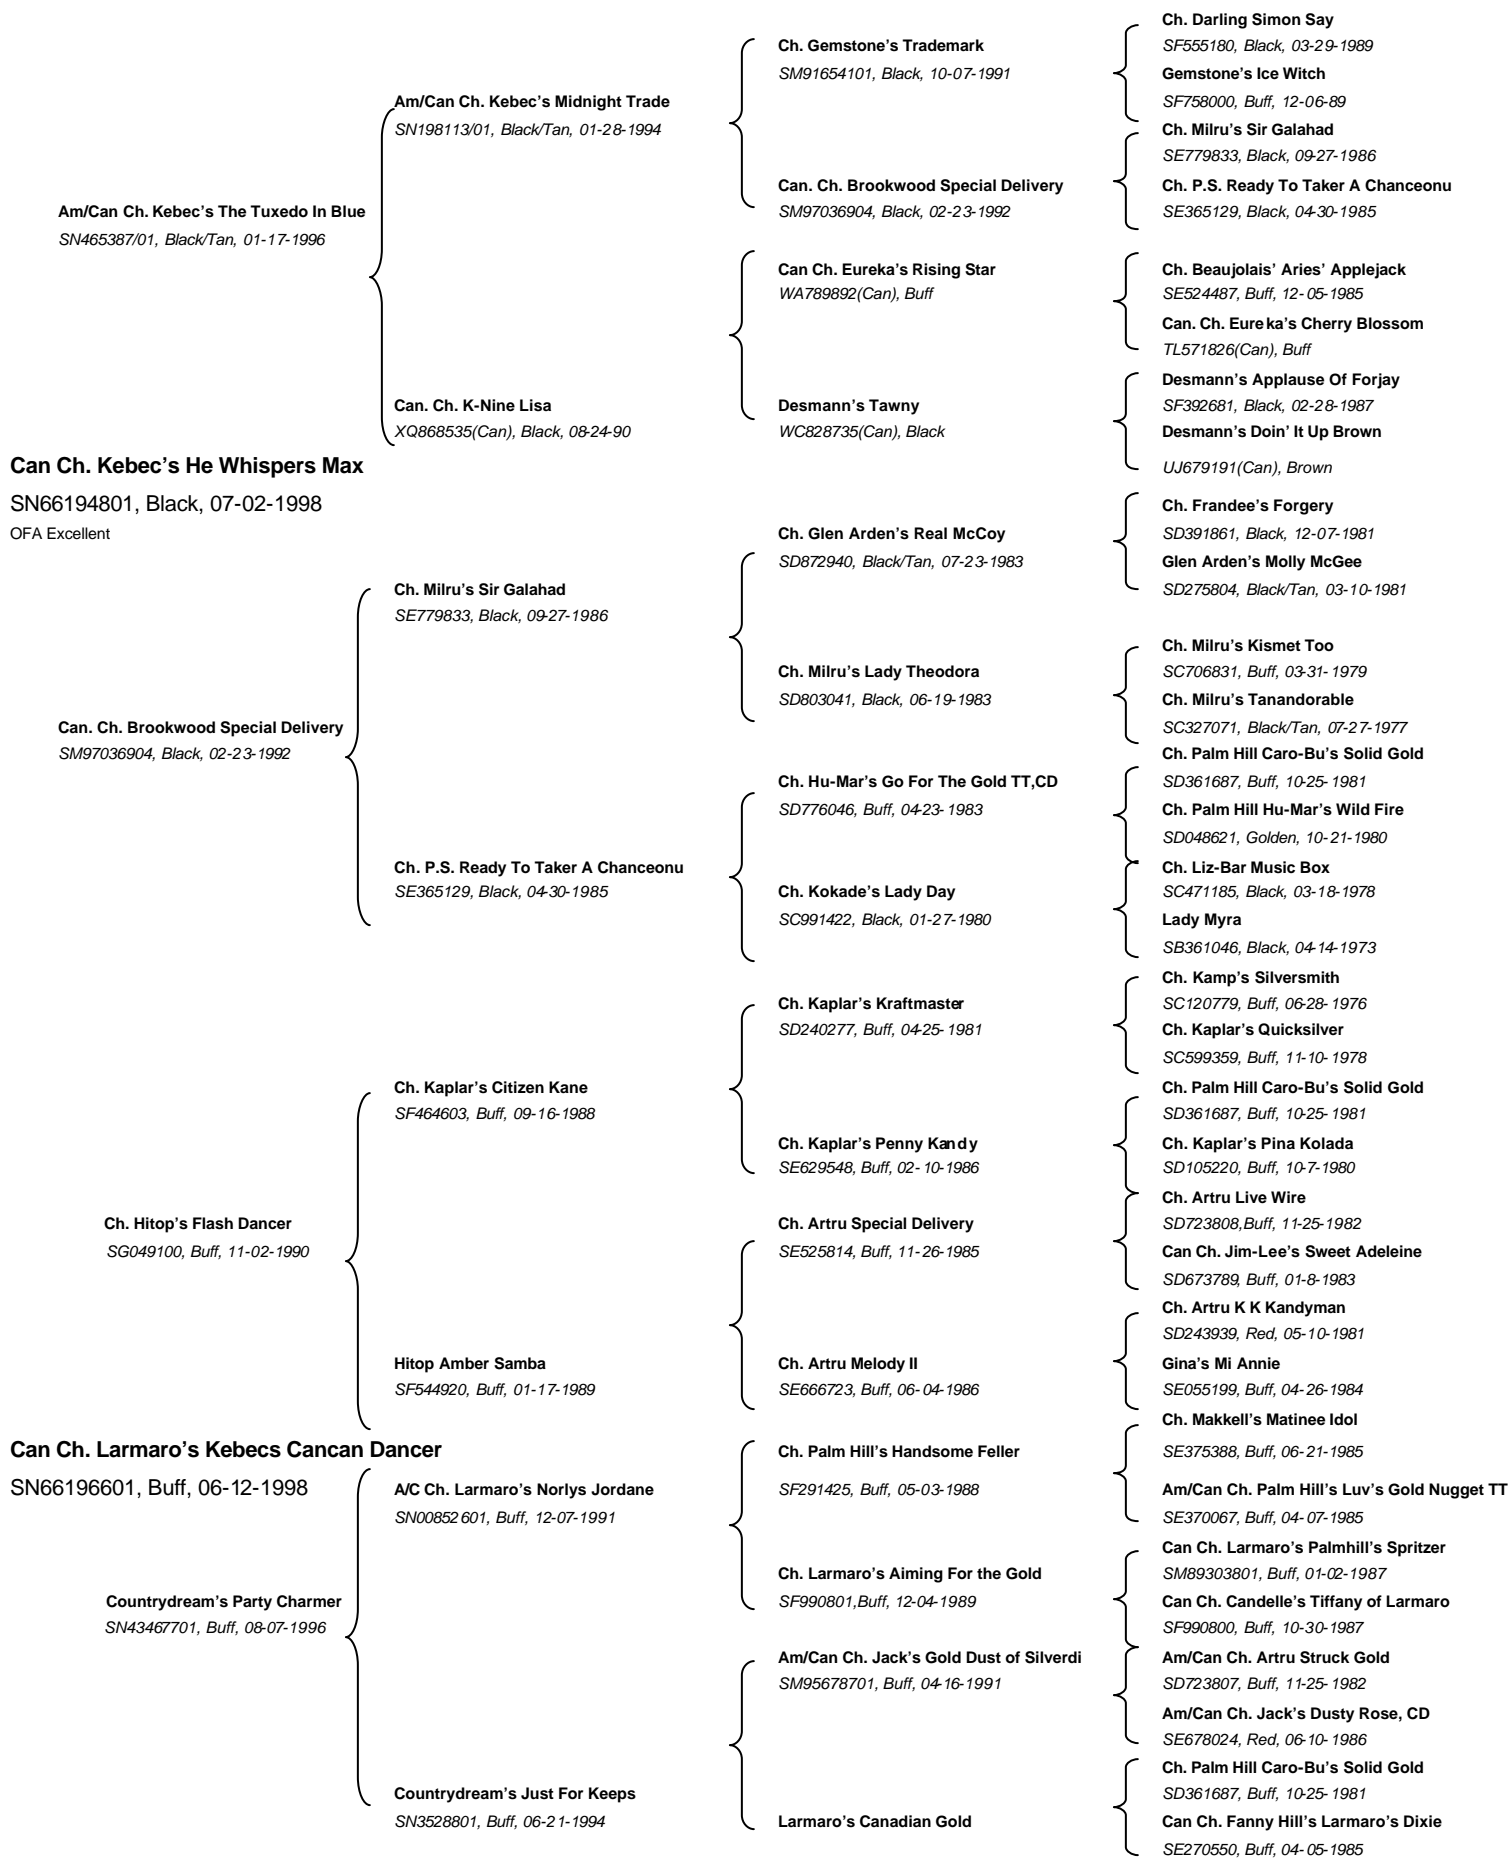 Ch. Darling Simon Say
SF555180, Black, 03-29-1989
Ch. Gemstone's Trademark
SM91654101, Black, 10-07-1991
Gemstone's Ice Witch
SF758000, Buff, 12-06-89
Am/Can Ch. Kebec's Midnight Trade
SN198113/01, Black/Tan, 01-28-1994
Ch. Milru's Sir Galahad
SE779833, Black, 09-27-1986
Can. Ch. Brookwood Special Delivery
SM97036904, Black, 02-23-1992
Ch. P.S. Ready To Taker A Chanceonu
SE365129, Black, 04-30-1985
Am/Can Ch. Kebec's The Tuxedo In Blue
SN465387/01, Black/Tan, 01-17-1996
Can Ch. Eureka's Rising Star
WA789892(Can), Buff
Ch. Beaujolais' Aries' Applejack
SE524487, Buff, 12-05-1985
Can. Ch. Eureka's Cherry Blossom
TL571826(Can), Buff
Can. Ch. K-Nine Lisa
XQ868535(Can), Black, 08-24-90
Desmann's Tawny
WC828735(Can), Black
Desmann's Applause Of Forjay
SF392681, Black, 02-28-1987
Desmann's Doin' It Up Brown
UJ679191(Can), Brown
Can Ch. Kebec's He Whispers Max
SN66194801, Black, 07-02-1998
OFA Excellent
Ch. Frandee's Forgery
SD391861, Black, 12-07-1981
Ch. Glen Arden's Real McCoy
SD872940, Black/Tan, 07-23-1983
Glen Arden's Molly McGee
SD275804, Black/Tan, 03-10-1981
Ch. Milru's Sir Galahad
SE779833, Black, 09-27-1986
Ch. Milru's Kismet Too
SC706831, Buff, 03-31-1979
Ch. Milru's Lady Theodora
SD803041, Black, 06-19-1983
Ch. Milru's Tanandorable
SC327071, Black/Tan, 07-27-1977
Can. Ch. Brookwood Special Delivery
SM97036904, Black, 02-23-1992
Ch. Palm Hill Caro-Bu's Solid Gold
SD361687, Buff, 10-25-1981
Ch. Hu-Mar's Go For The Gold TT,CD
SD776046, Buff, 04-23-1983
Ch. Palm Hill Hu-Mar's Wild Fire
SD048621, Golden, 10-21-1980
Ch. P.S. Ready To Taker A Chanceonu
SE365129, Black, 04-30-1985
Ch. Liz-Bar Music Box
SC471185, Black, 03-18-1978
Ch. Kokade's Lady Day
SC991422, Black, 01-27-1980
Lady Myra
SB361046, Black, 04-14-1973
Ch. Kamp's Silversmith
SC120779, Buff, 06-28-1976
Ch. Kaplar's Kraftmaster
SD240277, Buff, 04-25-1981
Ch. Kaplar's Quicksilver
SC599359, Buff, 11-10-1978
Ch. Kaplar's Citizen Kane
SF464603, Buff, 09-16-1988
Ch. Palm Hill Caro-Bu's Solid Gold
SD361687, Buff, 10-25-1981
Ch. Kaplar's Penny Kandy
SE629548, Buff, 02-10-1986
Ch. Kaplar's Pina Kolada
SD105220, Buff, 10-7-1980
Ch. Hitop's Flash Dancer
SG049100, Buff, 11-02-1990
Ch. Artru Live Wire
SD723808,Buff, 11-25-1982
Ch. Artru Special Delivery
SE525814, Buff, 11-26-1985
Can Ch. Jim-Lee's Sweet Adeleine
SD673789, Buff, 01-8-1983
Hitop Amber Samba
SF544920, Buff, 01-17-1989
Ch. Artru K K Kandyman
SD243939, Red, 05-10-1981
Ch. Artru Melody II
SE666723, Buff, 06-04-1986
Gina's Mi Annie
SE055199, Buff, 04-26-1984
Can Ch. Larmaro's Kebecs Cancan Dancer
SN66196601, Buff, 06-12-1998
Ch. Makkell's Matinee Idol
SE375388, Buff, 06-21-1985
Ch. Palm Hill's Handsome Feller
SF291425, Buff, 05-03-1988
Am/Can Ch. Palm Hill's Luv's Gold Nugget TT
SE370067, Buff, 04-07-1985
A/C Ch. Larmaro's Norlys Jordane
SN00852601, Buff, 12-07-1991
Can Ch. Larmaro's Palmhill's Spritzer
SM89303801, Buff, 01-02-1987
Ch. Larmaro's Aiming For the Gold
SF990801,Buff, 12-04-1989
Can Ch. Candelle's Tiffany of Larmaro
SF990800, Buff, 10-30-1987
Countrydream's Party Charmer
SN43467701, Buff, 08-07-1996
Am/Can Ch. Jack's Gold Dust of Silverdi
SM95678701, Buff, 04-16-1991
Am/Can Ch. Artru Struck Gold
SD723807, Buff, 11-25-1982
Am/Can Ch. Jack's Dusty Rose, CD
SE678024, Red, 06-10-1986
Countrydream's Just For Keeps
SN3528801, Buff, 06-21-1994
Ch. Palm Hill Caro-Bu's Solid Gold
SD361687, Buff, 10-25-1981
Larmaro's Canadian Gold
Can Ch. Fanny Hill's Larmaro's Dixie
SE270550, Buff, 04-05-1985